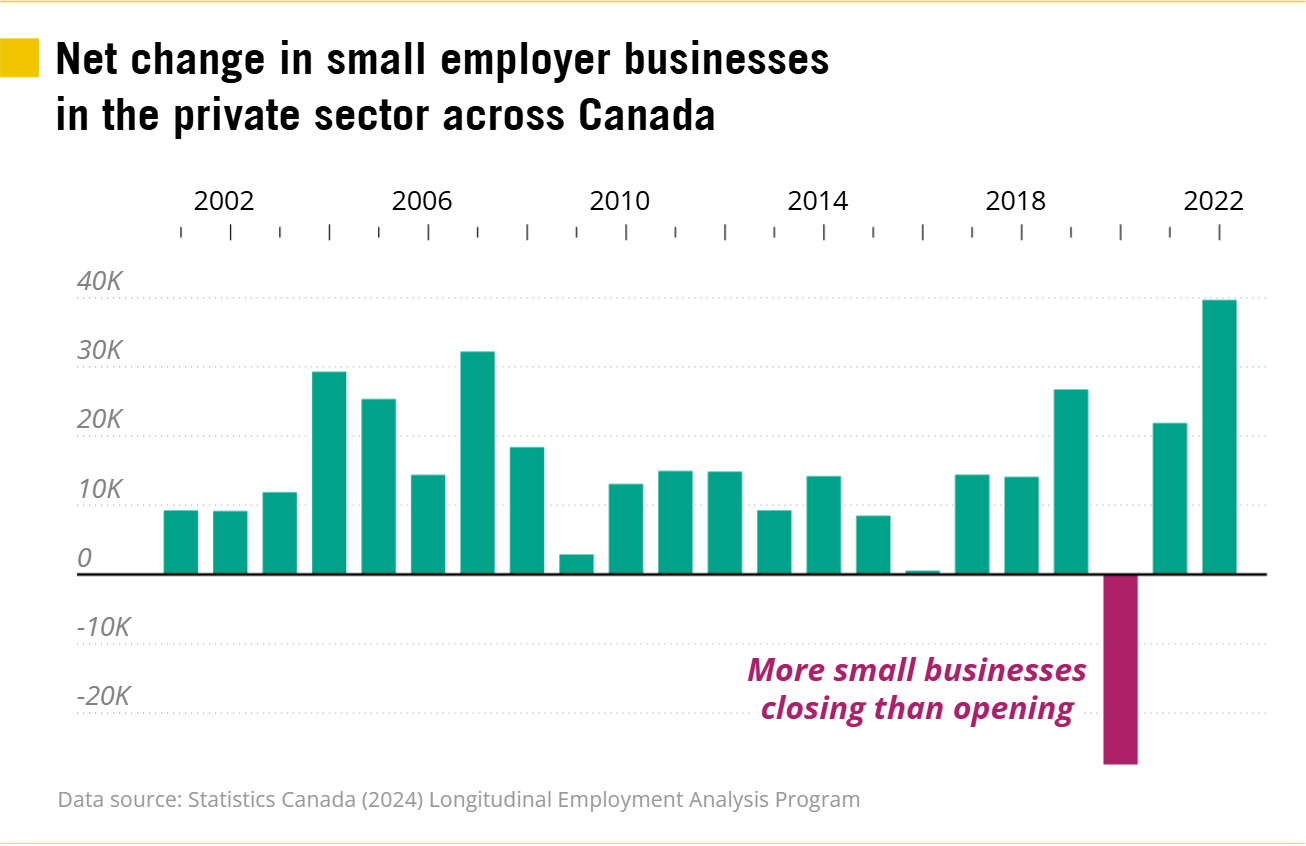 Net change in small employer businesses
in the private sector across Canada
2002 2006 2010 2014 2018 2022
40K
30K
20K
10K
0
-10K
-20K
More small businesses
closing than opening
Data source: Statistics Canada (2024) Longitudinal Employment Analysis Program